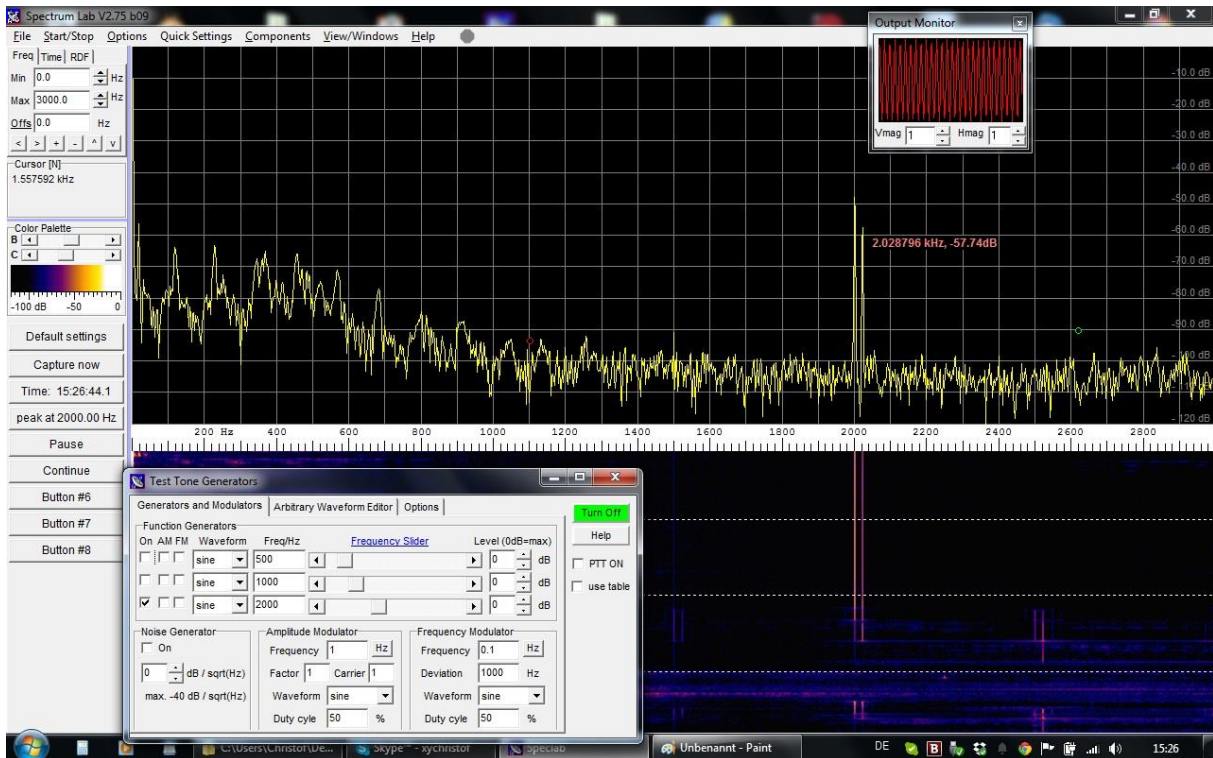 Spectrum Lab V2.75 b09
File Start/Stop Options Quick Settings Components View/Windows Help
Freq Time RDF
Min 0.0 Hz
Max 3000.0 Hz
Offs 0.0 Hz
< > + - ^ v
Cursor [N]
1.557592 kHz
Color Palette
B
C
-100 dB -50 0
Default settings
Capture now
Time: 15:26:44.1
peak at 2000.00 Hz
Pause
Continue
Button #6
Button #7
Button #8
Output Monitor
Vmag 1 Hmag 1
-10.0 dB
-20.0 dB
-30.0 dB
-40.0 dB
-50.0 dB
-60.0 dB
-70.0 dB
-80.0 dB
-90.0 dB
-120 dB
2.028796 kHz, -57.74dB
200 Hz 400 600 800 1000 1200 1400 1600 1800 2000 2200 2400 2600 2800
Test Tone Generators
Generators and Modulators Arbitrary Waveform Editor Options
Function Generators
On AM FM Waveform Freq/Hz Frequency Slider Level (0dB=max)
sine 500 0 dB
sine 1000 0 dB
sine 2000 0 dB
Turn Off
Help
PTT ON
use table
Noise Generator
On
0 dB / sqrt(Hz)
max. -40 dB / sqrt(Hz)
Amplitude Modulator
Frequency 1 Hz
Factor 1 Carrier 1
Waveform sine
Duty cyle 50 %
Frequency Modulator
Frequency 0.1 Hz
Deviation 1000 Hz
Waveform sine
Duty cyle 50 %
C:\Users\Christof\De... Skype™ - xychristof Speclab Unbenannt - Paint DE B 15:26